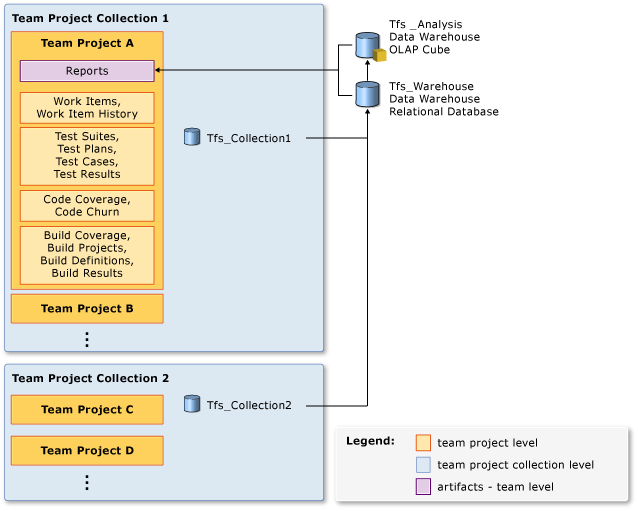 Team Project Collection 1
Team Project A
Reports
Work Items,
Work Item History
Test Suites,
Test Plans,
Test Cases,
Test Results
Code Coverage,
Code Churn
Build Coverage,
Build Projects,
Build Definitions,
Build Results
Team Project B
Tfs_Collection1
Tfs _Analysis
Data Warehouse
OLAP Cube
Tfs_Warehouse
Data Warehouse
Relational Database
Team Project Collection 2
Team Project C
Team Project D
Tfs_Collection2
Legend:
team project level
team project collection level
artifacts - team level